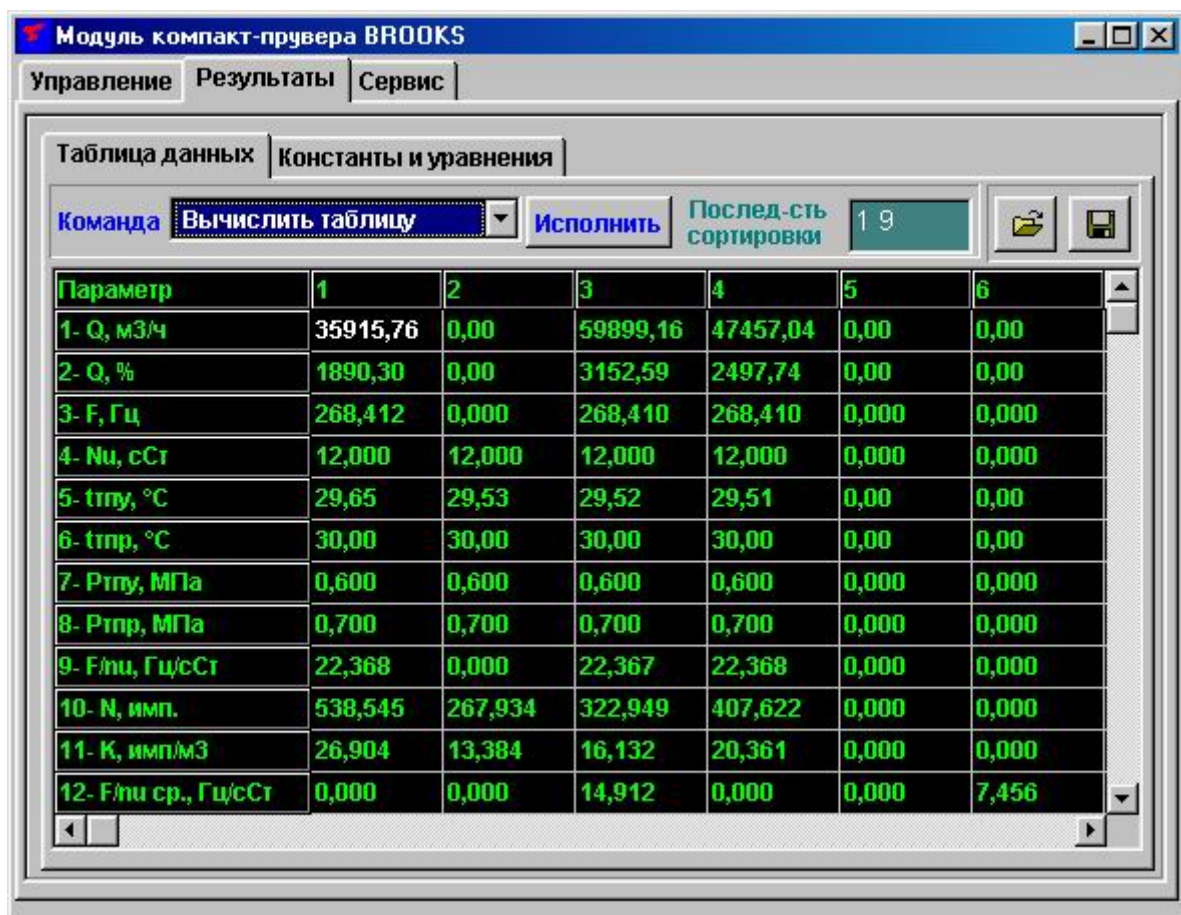 Модуль компакт-прувера BROOKS
Управление Результаты Сервис
Таблица данных Константы и уравнения
Команда Вычислить таблицу Исполнить Послед-сть сортировки 1 9
Параметр 1 2 3 4 5 6
1- Q, м3/ч 35915,76 0,00 59899,16 47457,04 0,00 0,00
2- Q, % 1890,30 0,00 3152,59 2497,74 0,00 0,00
3- F, Гц 268,412 0,000 268,410 268,410 0,000 0,000
4- Nu, сСт 12,000 12,000 12,000 12,000 0,000 0,000
5- tтпу, °C 29,65 29,53 29,52 29,51 0,00 0,00
6- tтпр, °C 30,00 30,00 30,00 30,00 0,00 0,00
7- Pтпу, МПа 0,600 0,600 0,600 0,600 0,000 0,000
8- Pтпр, МПа 0,700 0,700 0,700 0,700 0,000 0,000
9- F/nu, Гц/сСт 22,368 0,000 22,367 22,368 0,000 0,000
10- N, имп. 538,545 267,934 322,949 407,622 0,000 0,000
11- К, имп/м3 26,904 13,384 16,132 20,361 0,000 0,000
12- F/nu ср., Гц/сСт 0,000 0,000 14,912 0,000 0,000 7,456